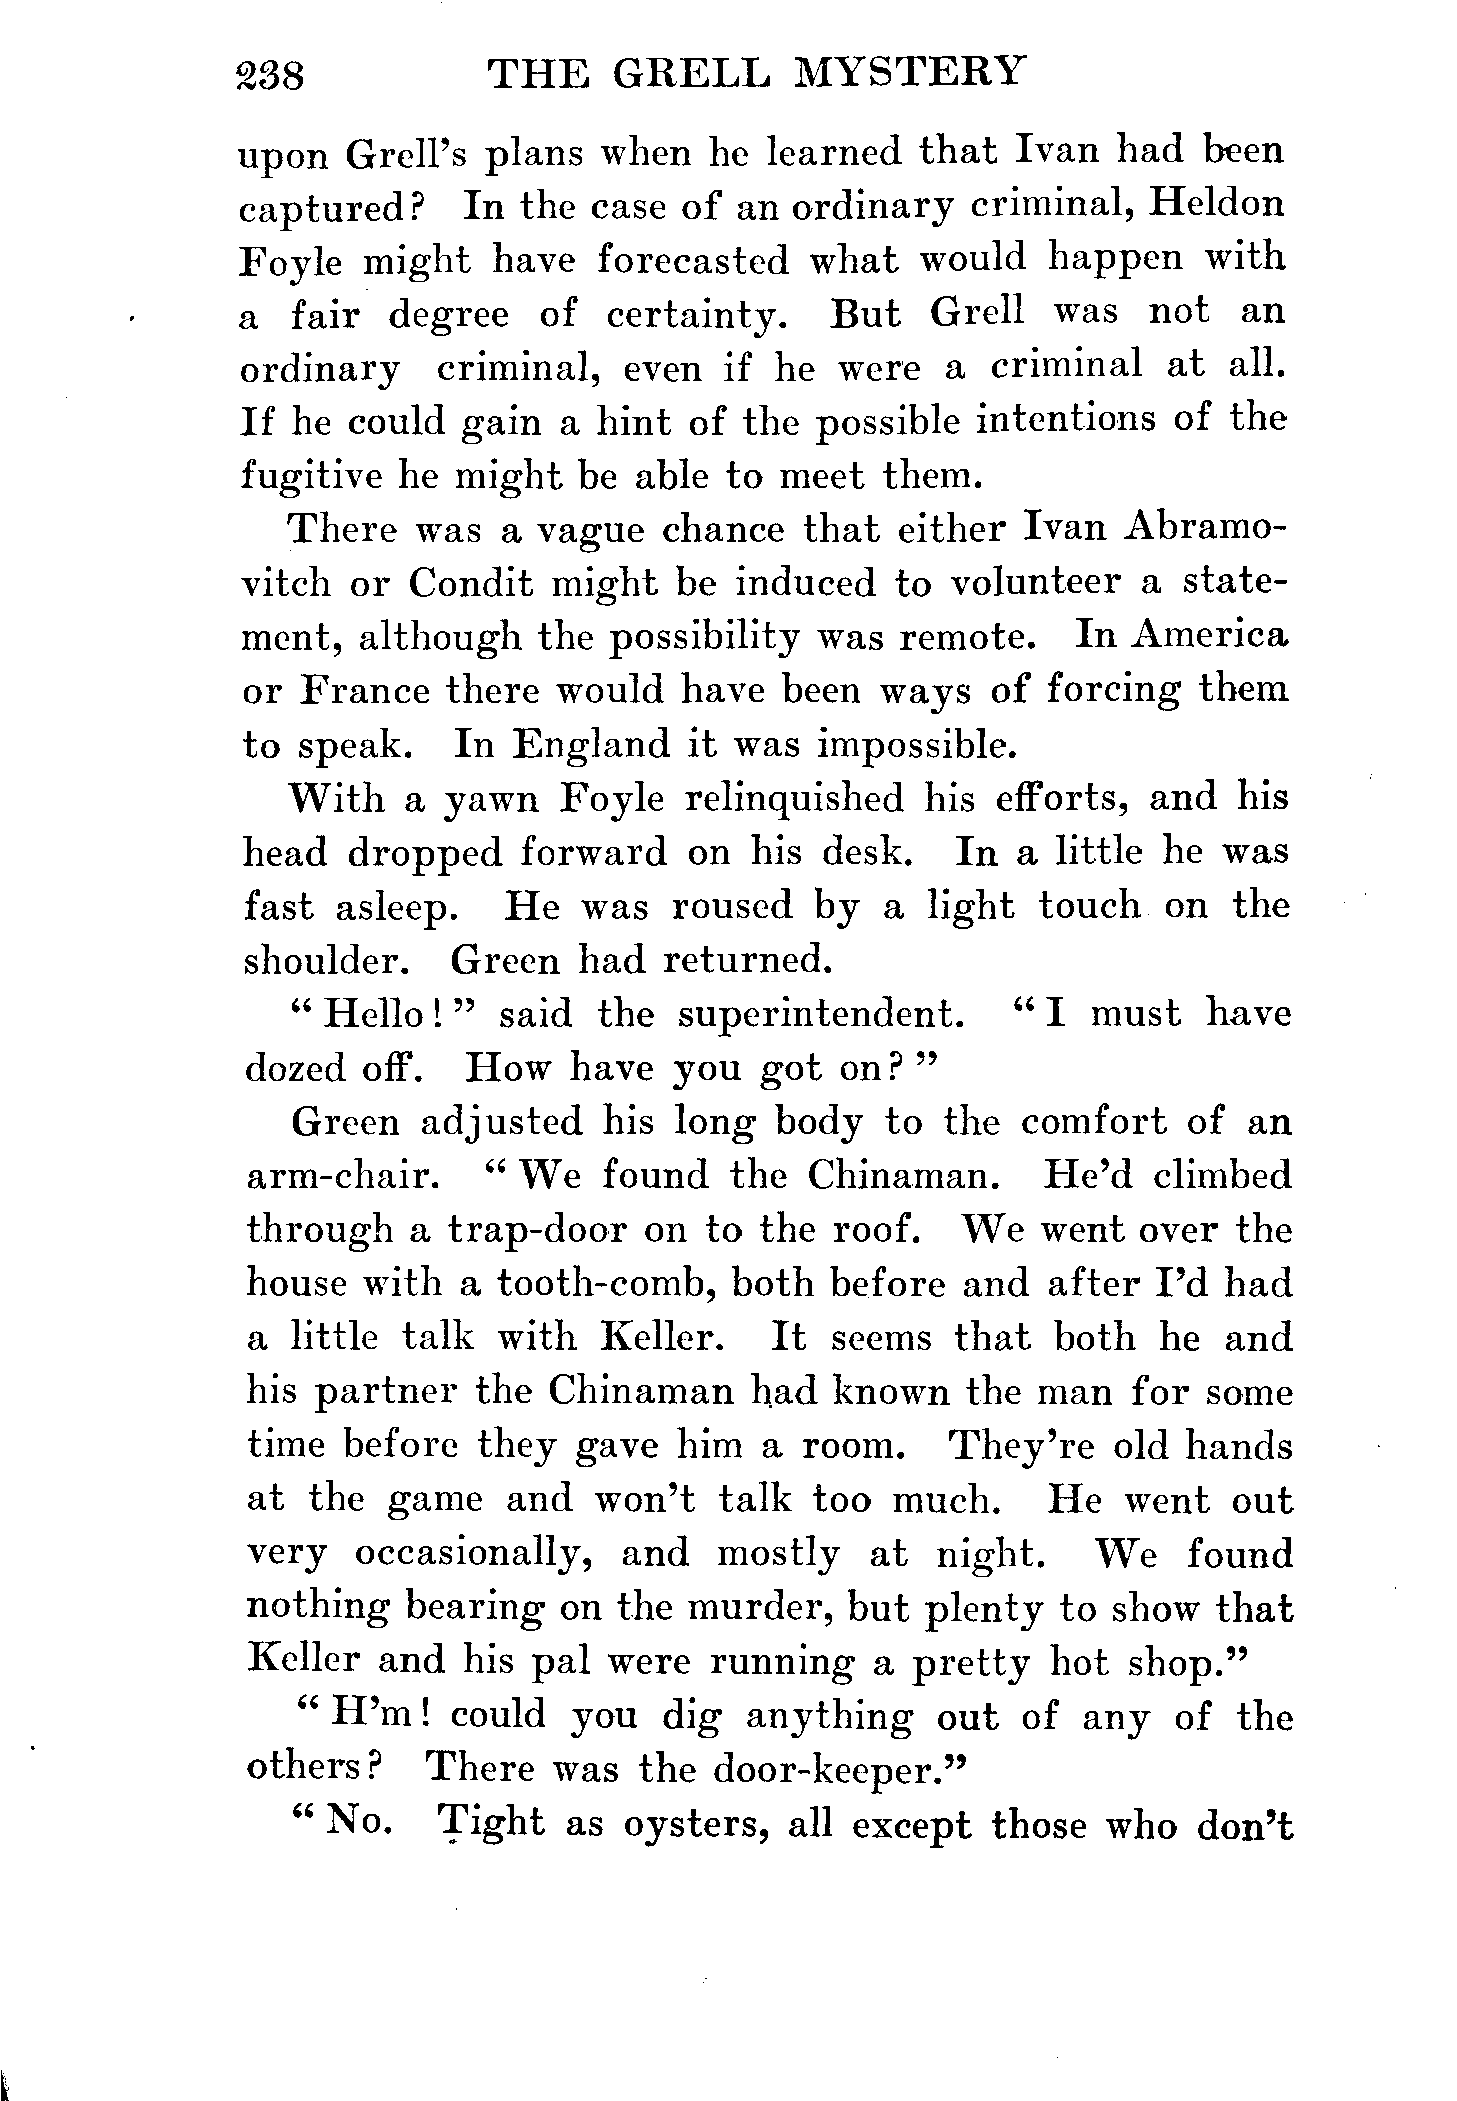 238 THE GRELL MYSTERY
upon Grell's plans when he learned that Ivan had been
captured? In the case of an ordinary criminal, Heldon
Foyle might have forecasted what would happen with
a fair degree of certainty. But Grell was not an
ordinary criminal, even if he were a criminal at all.
If he could gain a hint of the possible intentions of the
fugitive he might be able to meet them.
There was a vague chance that either Ivan Abramo-
vitch or Condit might be induced to volunteer a state-
ment, although the possibility was remote. In America
or France there would have been ways of forcing them
to speak. In England it was impossible.
With a yawn Foyle relinquished his efforts, and his
head dropped forward on his desk. In a little he was
fast asleep. He was roused by a light touch on the
shoulder. Green had returned.
"Hello!" said the superintendent. "I must have
dozed off. How have you got on?"
Green adjusted his long body to the comfort of an
arm-chair. "We found the Chinaman. He'd climbed
through a trap-door on to the roof. We went over the
house with a tooth-comb, both before and after I'd had
a little talk with Keller. It seems that both he and
his partner the Chinaman had known the man for some
time before they gave him a room. They're old hands
at the game and won't talk too much. He went out
very occasionally, and mostly at night. We found
nothing bearing on the murder, but plenty to show that
Keller and his pal were running a pretty hot shop."
"H'm! could you dig anything out of any of the
others? There was the door-keeper."
"No. Tight as oysters, all except those who don't